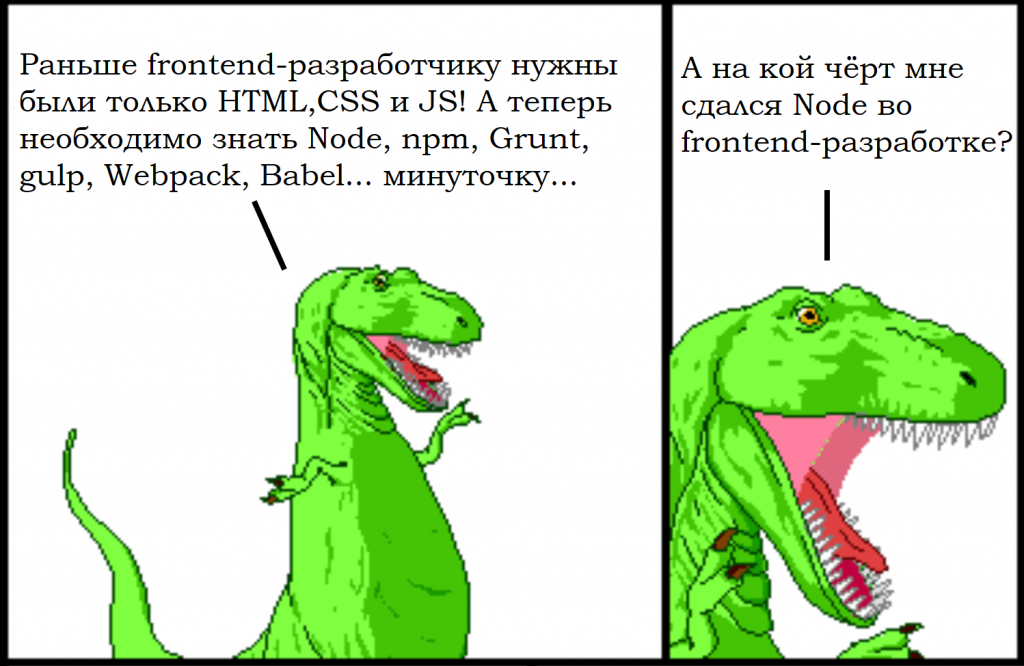 Раньше frontend-разработчику нужны
были только HTML,CSS и JS! А теперь
необходимо знать Node, npm, Grunt,
gulp, Webpack, Babel... минуточку...
А на кой чёрт мне
сдался Node во
frontend-разработке?